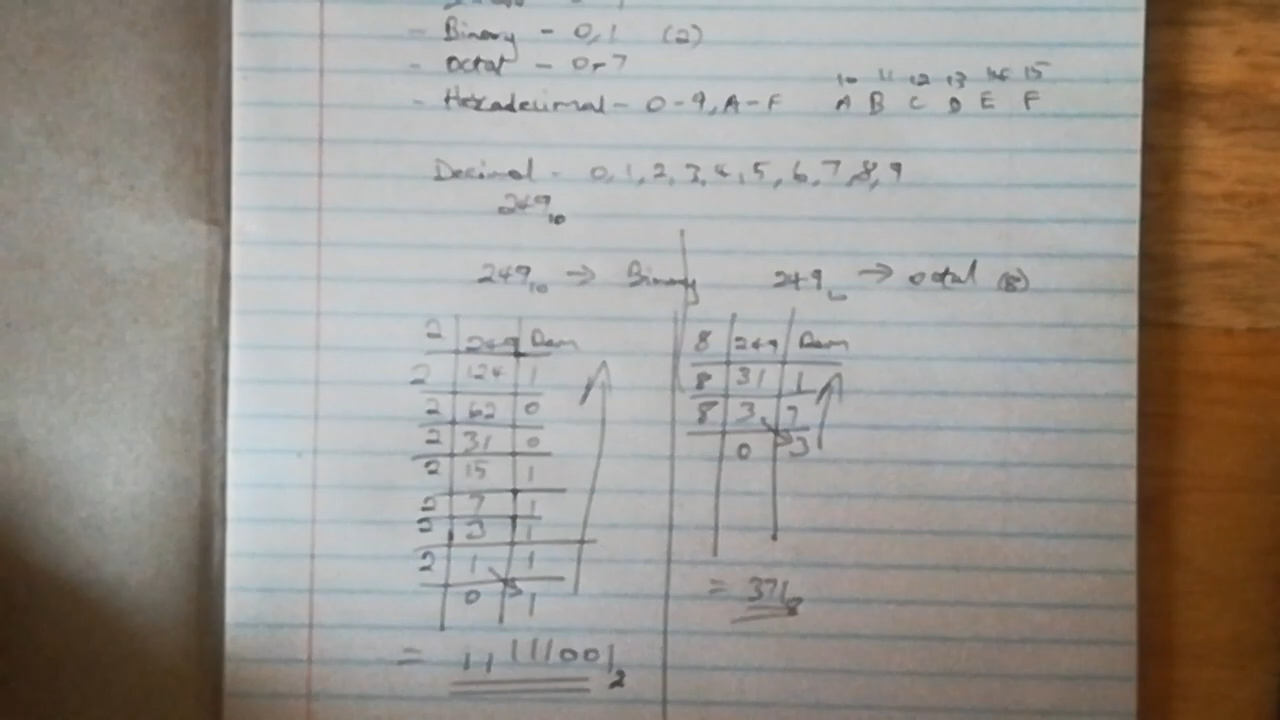 - Binary - 0,1 (2)
- Octal - 0-7
10 11 12 13 14 15
- Hexadecimal - 0-9, A-F A B C D E F
Decimal - 0, 1, 2, 3, 4, 5, 6, 7, 8, 9
249₁₀
249₁₀ → Binary
2 249 Rem
2 124 1
2 62 0
2 31 0
2 15 1
2 7 1
2 3 1
2 1 1
0 1
= 11111001₂
249 → octal (8)
8 249 Rem
8 31 1
8 3 7
0 3
= 371₈